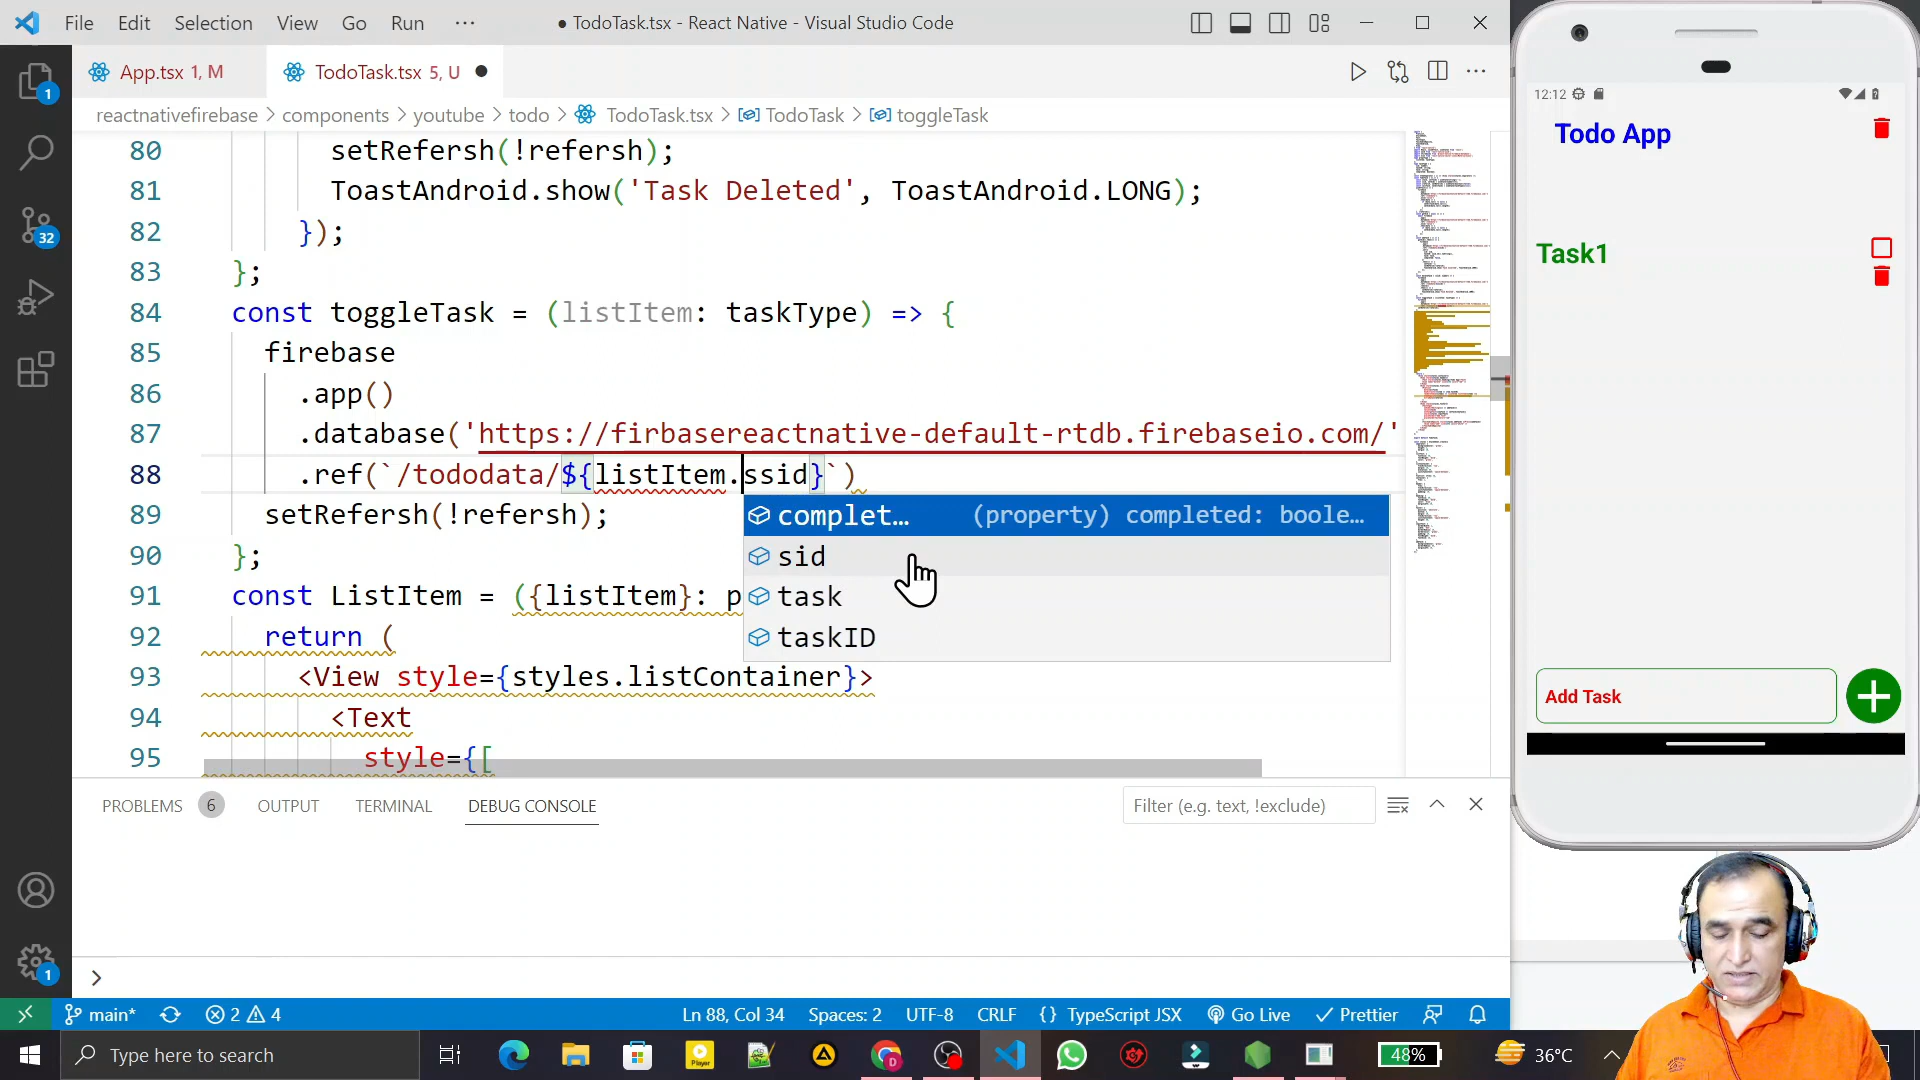 File Edit Selection View Go Run ··· ● TodoTask.tsx - React Native - Visual Studio Code
App.tsx 1, M TodoTask.tsx 5, U
reactnativefirebase > components > youtube > todo > TodoTask.tsx > TodoTask > toggleTask
80 setRefersh(!refersh);
81 ToastAndroid.show('Task Deleted', ToastAndroid.LONG);
82 });
83 };
84 const toggleTask = (listItem: taskType) => {
85 firebase
86 .app()
87 .database('https://firbasereactnative-default-rtdb.firebaseio.com/'
88 .ref(`/tododata/${listItem.ssid}`)
89 setRefersh(!refersh);
90 };
91 const ListItem = ({listItem}: p
92 return (
93 <View style={styles.listContainer}>
94 <Text
95 style={[
complet… (property) completed: boole…
sid
task
taskID
PROBLEMS 6 OUTPUT TERMINAL DEBUG CONSOLE Filter (e.g. text, !exclude)
1
32
1
main* 2 4 Ln 88, Col 34 Spaces: 2 UTF-8 CRLF {} TypeScript JSX Go Live Prettier
Type here to search Player D 48% 36°C
12:12
Todo App
Task1
Add Task